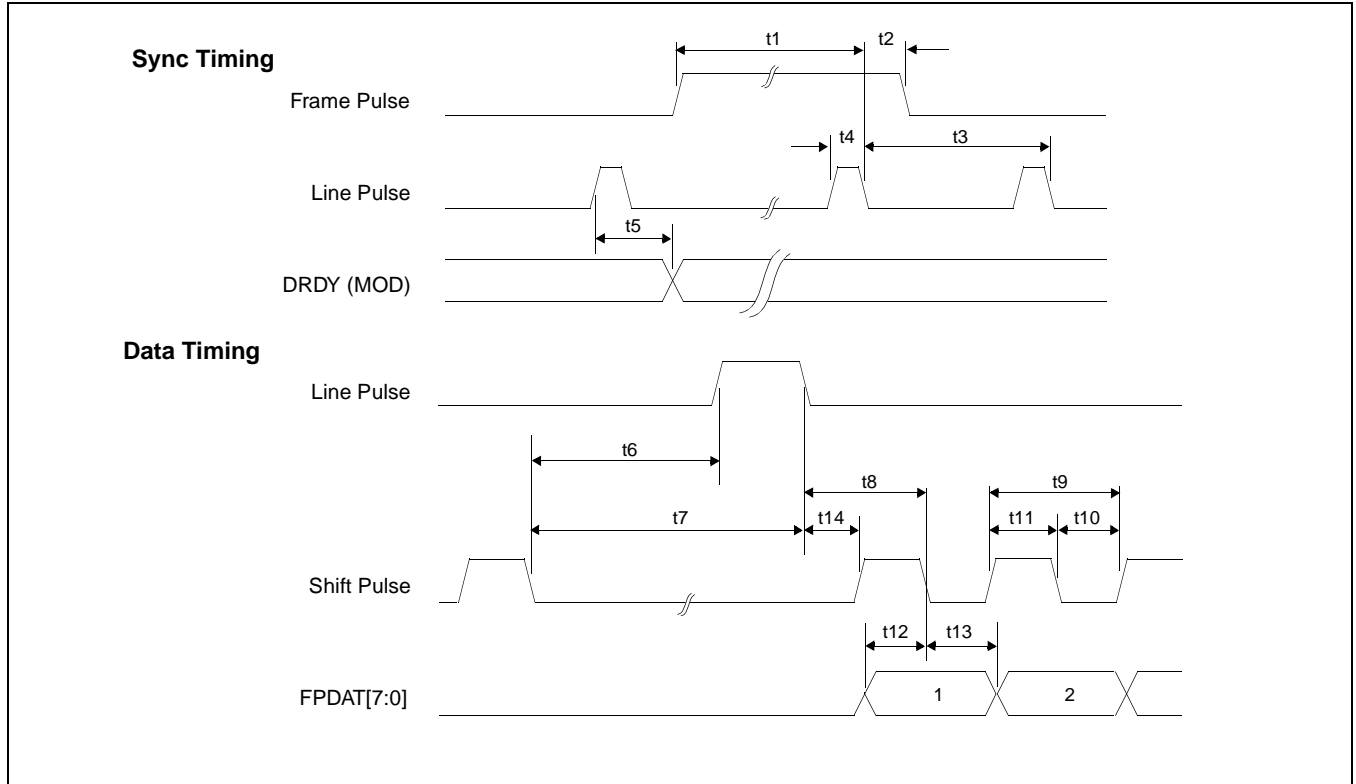 Sync Timing
t1
t2
Frame Pulse
t4
t3
Line Pulse
t5
DRDY (MOD)
Data Timing
Line Pulse
t6
t8
t9
t7
t14
t11
t10
Shift Pulse
t12
t13
FPDAT[7:0]
1
2